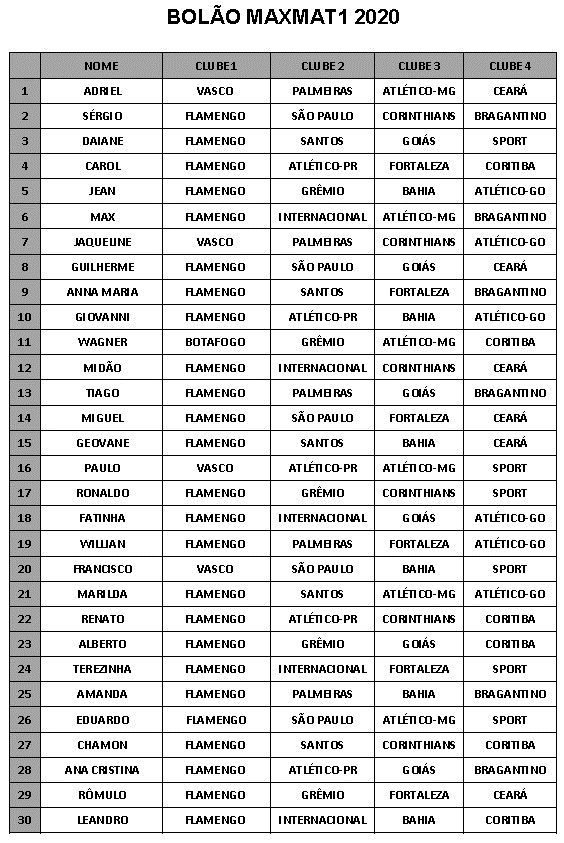 BOLÃO MAXMAT1 2020
NOME CLUBE 1 CLUBE 2 CLUBE 3 CLUBE 4
1 ADRIEL VASCO PALMEIRAS ATLÉTICO-MG CEARÁ
2 SÉRGIO FLAMENGO SÃO PAULO CORINTHIANS BRAGANTINO
3 DAIANE FLAMENGO SANTOS GOIÁS SPORT
4 CAROL FLAMENGO ATLÉTICO-PR FORTALEZA CORITIBA
5 JEAN FLAMENGO GRÊMIO BAHIA ATLÉTICO-GO
6 MAX FLAMENGO INTERNACIONAL ATLÉTICO-MG BRAGANTINO
7 JAQUELINE VASCO PALMEIRAS CORINTHIANS ATLÉTICO-GO
8 GUILHERME FLAMENGO SÃO PAULO GOIÁS CEARÁ
9 ANNA MARIA FLAMENGO SANTOS FORTALEZA BRAGANTINO
10 GIOVANNI FLAMENGO ATLÉTICO-PR BAHIA ATLÉTICO-GO
11 WAGNER BOTAFOGO GRÊMIO ATLÉTICO-MG CORITIBA
12 MIDÃO FLAMENGO INTERNACIONAL CORINTHIANS CEARÁ
13 TIAGO FLAMENGO PALMEIRAS GOIÁS BRAGANTINO
14 MIGUEL FLAMENGO SÃO PAULO FORTALEZA CEARÁ
15 GEOVANE FLAMENGO SANTOS BAHIA CEARÁ
16 PAULO VASCO ATLÉTICO-PR ATLÉTICO-MG SPORT
17 RONALDO FLAMENGO GRÊMIO CORINTHIANS SPORT
18 FATINHA FLAMENGO INTERNACIONAL GOIÁS ATLÉTICO-GO
19 WILLIAN FLAMENGO PALMEIRAS FORTALEZA ATLÉTICO-GO
20 FRANCISCO VASCO SÃO PAULO BAHIA SPORT
21 MARILDA FLAMENGO SANTOS ATLÉTICO-MG ATLÉTICO-GO
22 RENATO FLAMENGO ATLÉTICO-PR CORINTHIANS CORITIBA
23 ALBERTO FLAMENGO GRÊMIO GOIÁS CORITIBA
24 TEREZINHA FLAMENGO INTERNACIONAL FORTALEZA SPORT
25 AMANDA FLAMENGO PALMEIRAS BAHIA BRAGANTINO
26 EDUARDO FLAMENGO SÃO PAULO ATLÉTICO-MG SPORT
27 CHAMON FLAMENGO SANTOS CORINTHIANS CORITIBA
28 ANA CRISTINA FLAMENGO ATLÉTICO-PR GOIÁS BRAGANTINO
29 RÔMULO FLAMENGO GRÊMIO FORTALEZA CEARÁ
30 LEANDRO FLAMENGO INTERNACIONAL BAHIA CORITIBA